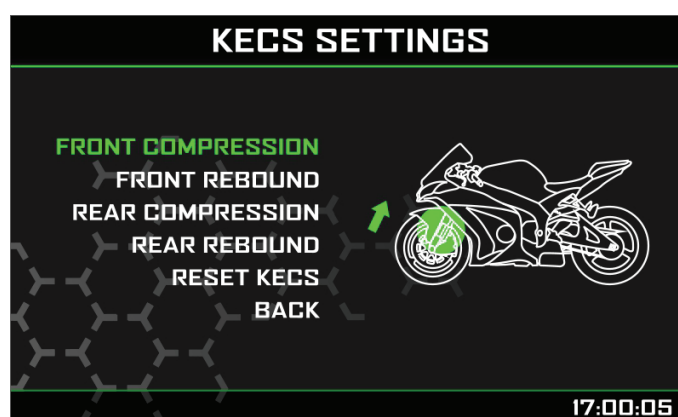 KECS SETTINGS
FRONT COMPRESSION
FRONT REBOUND
REAR COMPRESSION
REAR REBOUND
RESET KECS
BACK
17:00:05